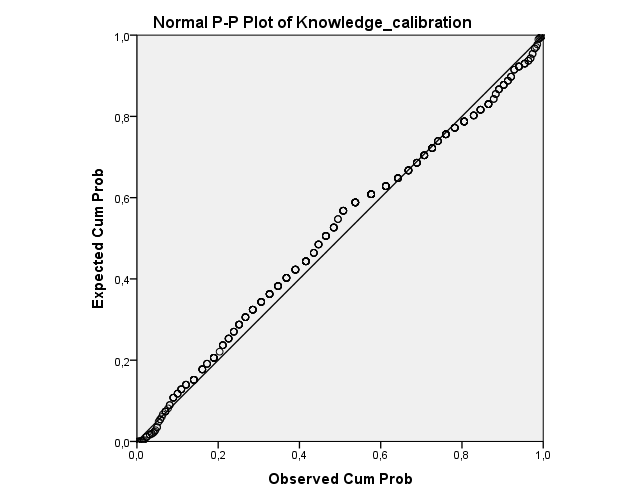 Normal P-P Plot of Knowledge_calibration
1,0
0,8
0,6
0,4
0,2
0,0
Expected Cum Prob
0,0 0,2 0,4 0,6 0,8 1,0
Observed Cum Prob